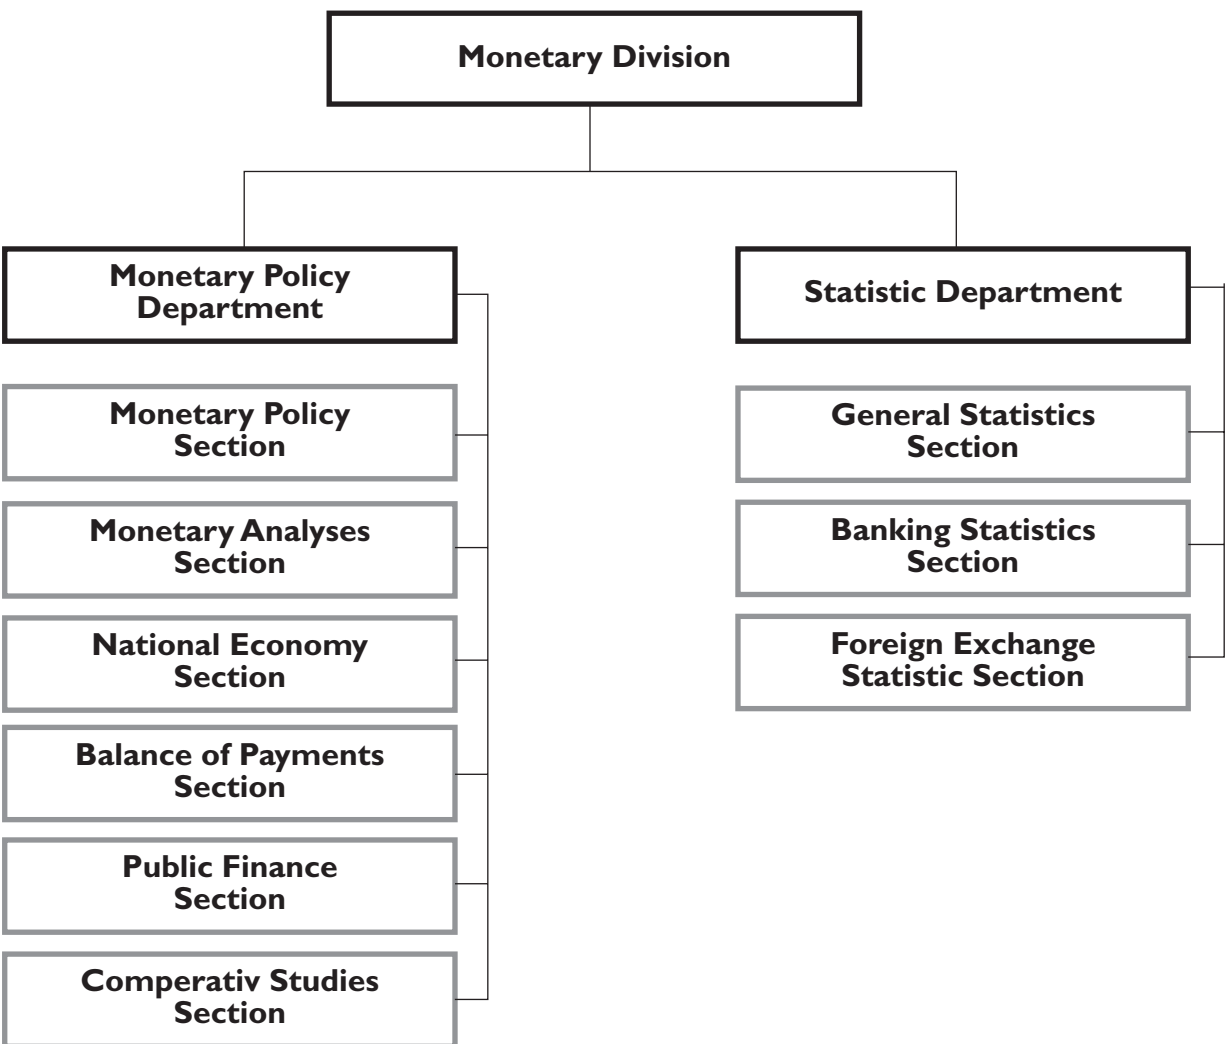 Monetary Division
Monetary Policy
Department
Statistic Department
Monetary Policy
Section
General Statistics
Section
Monetary Analyses
Section
Banking Statistics
Section
National Economy
Section
Foreign Exchange
Statistic Section
Balance of Payments
Section
Public Finance
Section
Comperativ Studies
Section